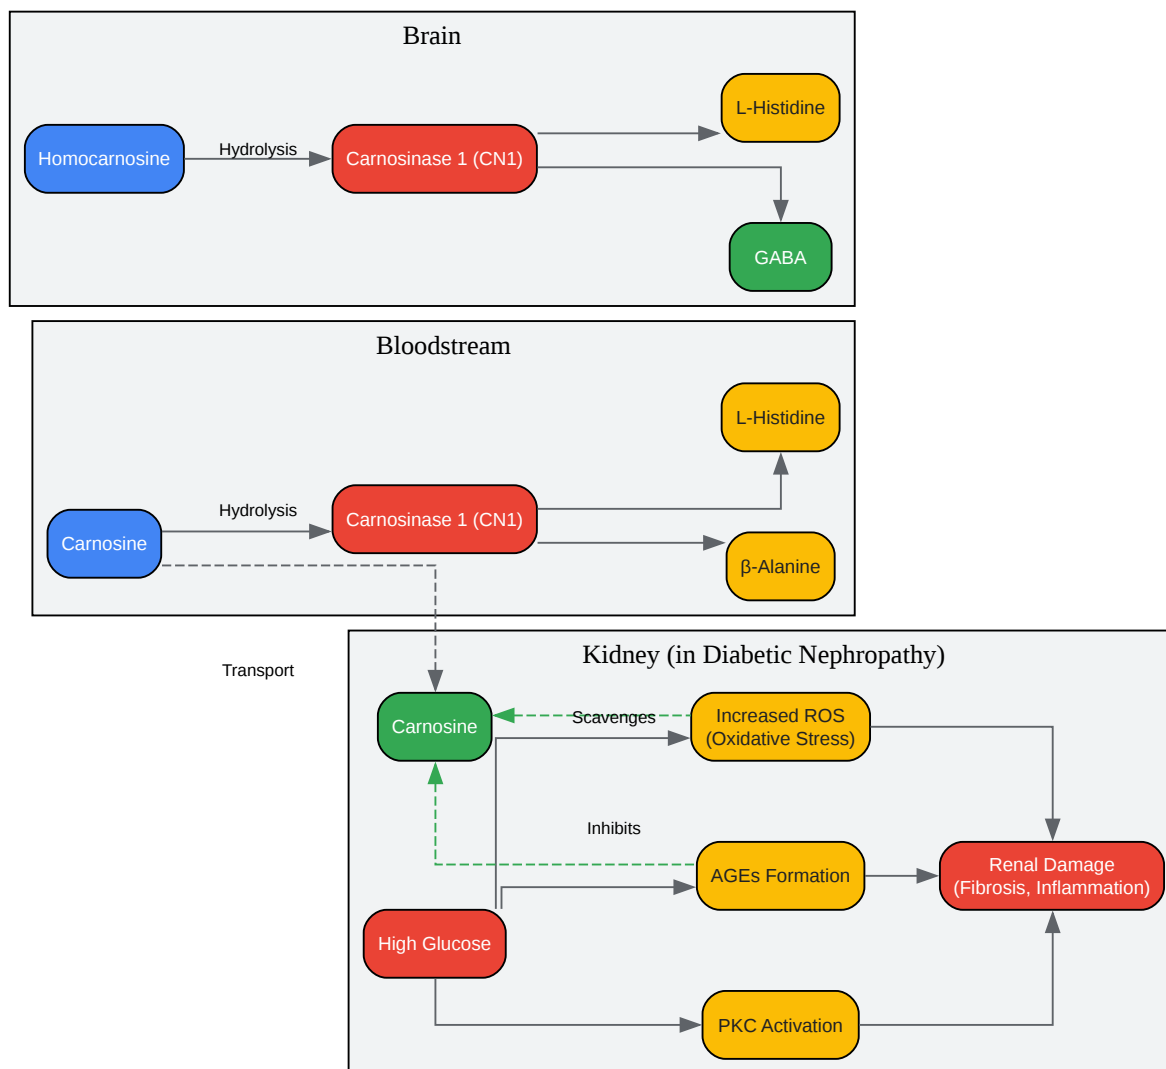 Brain
L-Histidine
Homocarnosine
Hydrolysis
Carnosinase 1 (CN1)
GABA
Bloodstream
L-Histidine
Hydrolysis
Carnosinase 1 (CN1)
Carnosine
β-Alanine
Kidney (in Diabetic Nephropathy)
Transport
Carnosine
Scavenges
Increased ROS
(Oxidative Stress)
Inhibits
AGEs Formation
Renal Damage
(Fibrosis, Inflammation)
High Glucose
PKC Activation